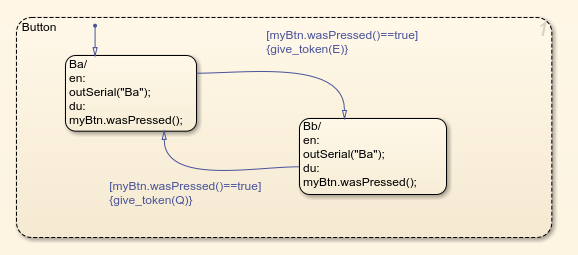 Button
1
[myBtn.wasPressed()==true]
{give_token(E)}
Ba/
en:
outSerial("Ba");
du:
myBtn.wasPressed();
Bb/
en:
outSerial("Ba");
du:
myBtn.wasPressed();
[myBtn.wasPressed()==true]
{give_token(Q)}